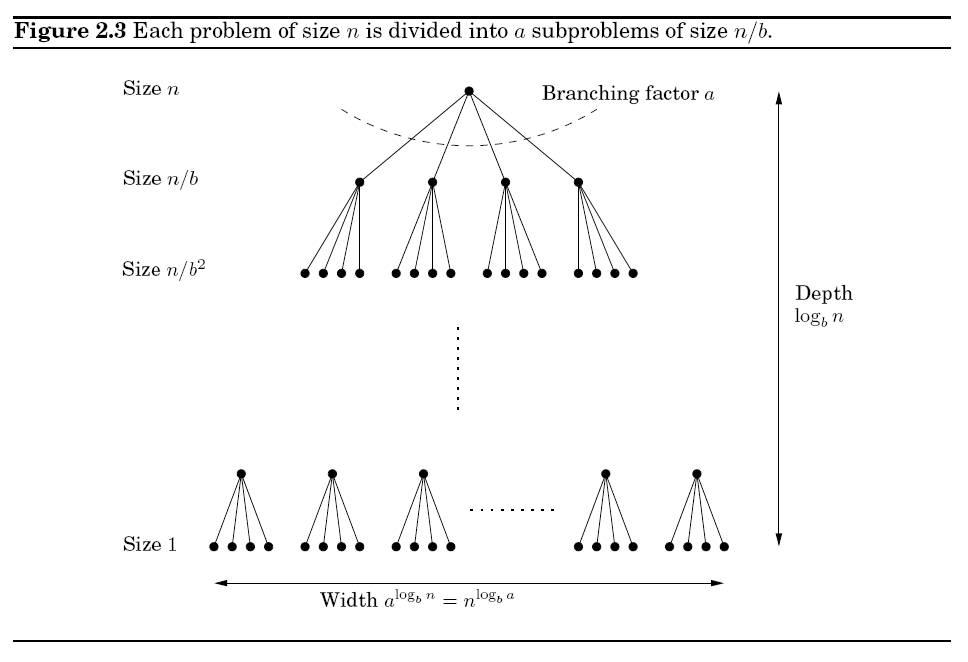 Figure 2.3 Each problem of size n is divided into a subproblems of size n/b.
Size n
Branching factor a
Size n/b
Size n/b²
Depth
log_b n
Size 1
Width a^{log_b n} = n^{log_b a}